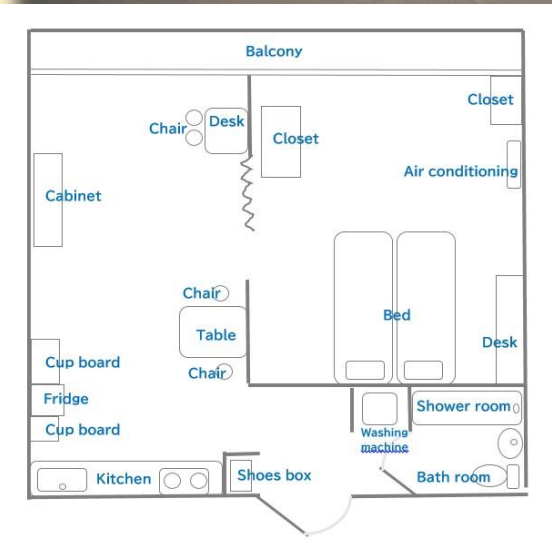 Balcony
Closet
Chair
Desk
Closet
Air conditioning
Cabinet
Chair
Bed
Table
Desk
Cup board
Chair
Fridge
Shower room
Cup board
Washing
machine
Kitchen
Shoes box
Bath room